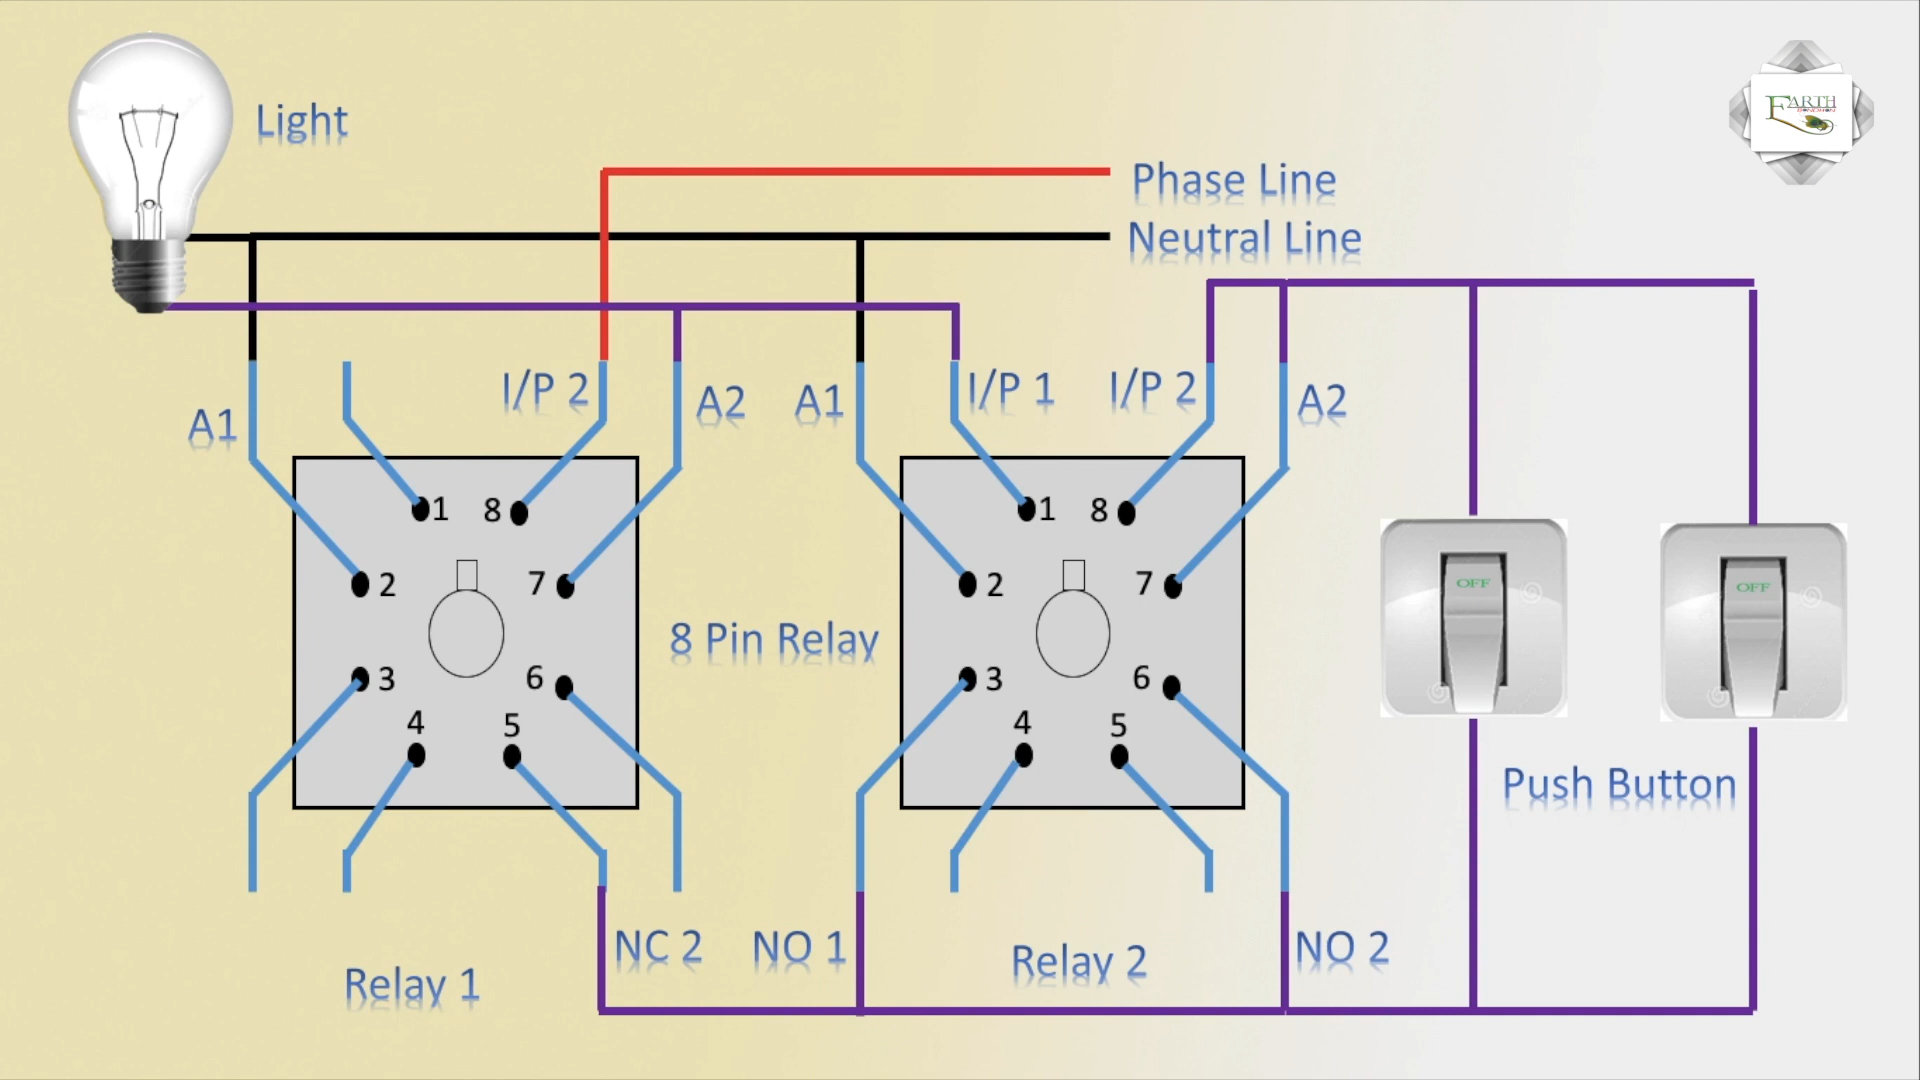 Light
EARTH
BONDHON
Phase Line
Neutral Line
A1
I/P 2
A2
A1
I/P 1
I/P 2
A2
1
8
2
7
3
6
4
5
8 Pin Relay
1
8
2
7
3
6
4
5
OFF
OFF
Push Button
NC 2
NO 1
NO 2
Relay 1
Relay 2